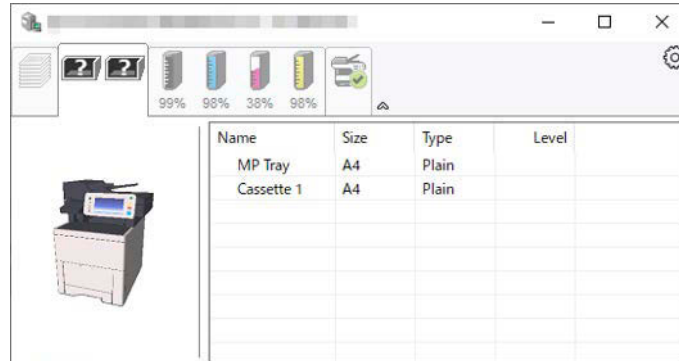 ? ?
99% 98% 38% 98%
Name Size Type Level
MP Tray A4 Plain
Cassette 1 A4 Plain